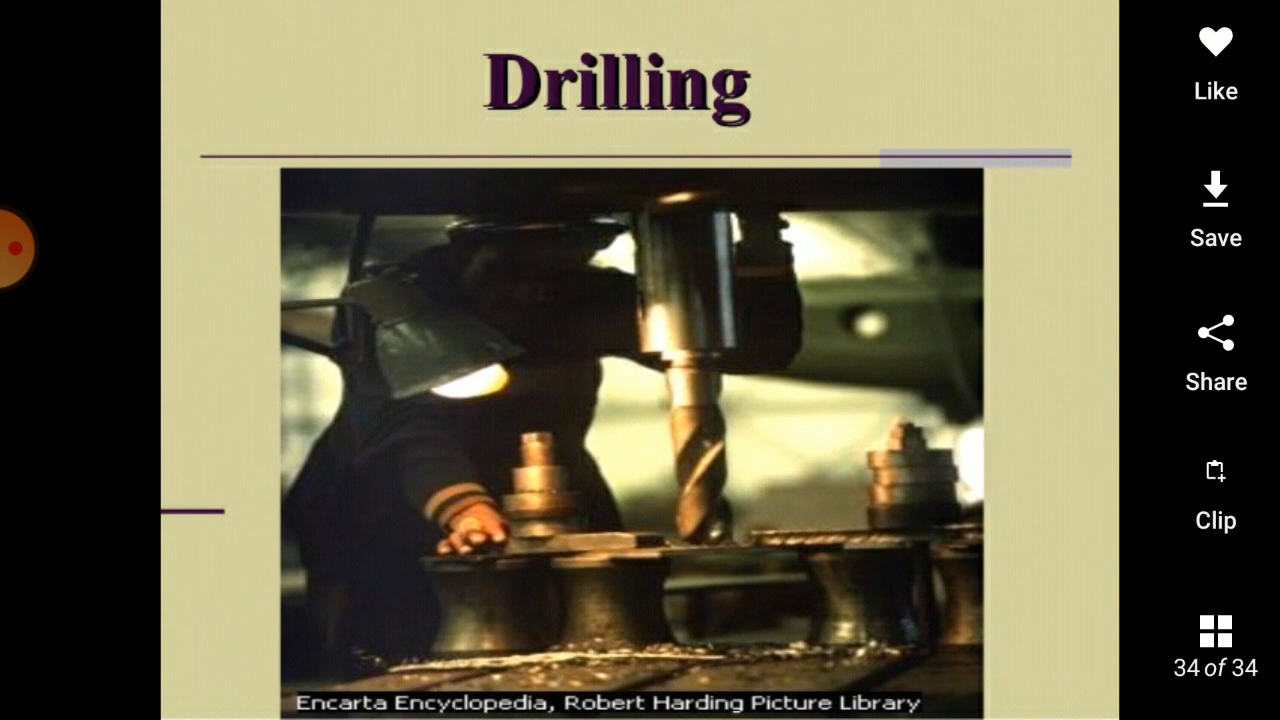 Drilling
Like
Save
Share
Clip
34 of 34
Encarta Encyclopedia, Robert Harding Picture Library